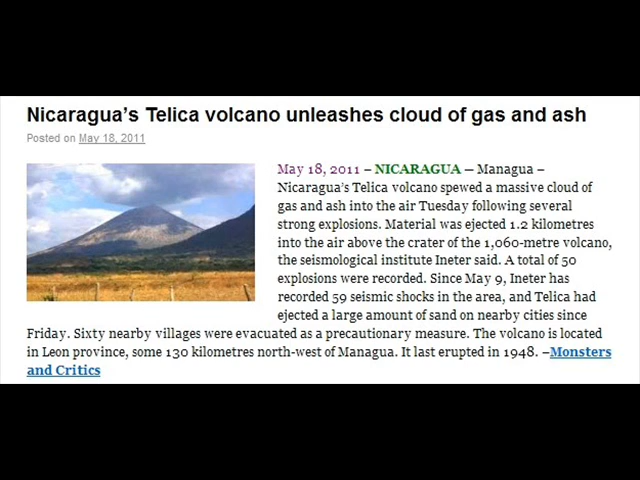 Nicaragua's Telica volcano unleashes cloud of gas and ash
Posted on May 18, 2011
May 18, 2011 – NICARAGUA – Managua –
Nicaragua's Telica volcano spewed a massive cloud of
gas and ash into the air Tuesday following several
strong explosions. Material was ejected 1.2 kilometres
into the air above the crater of the 1,060-metre volcano,
the seismological institute Ineter said. A total of 50
explosions were recorded. Since May 9, Ineter has
recorded 59 seismic shocks in the area, and Telica had
ejected a large amount of sand on nearby cities since
Friday. Sixty nearby villages were evacuated as a precautionary measure. The volcano is located
in Leon province, some 130 kilometres north-west of Managua. It last erupted in 1948. –Monsters
and Critics